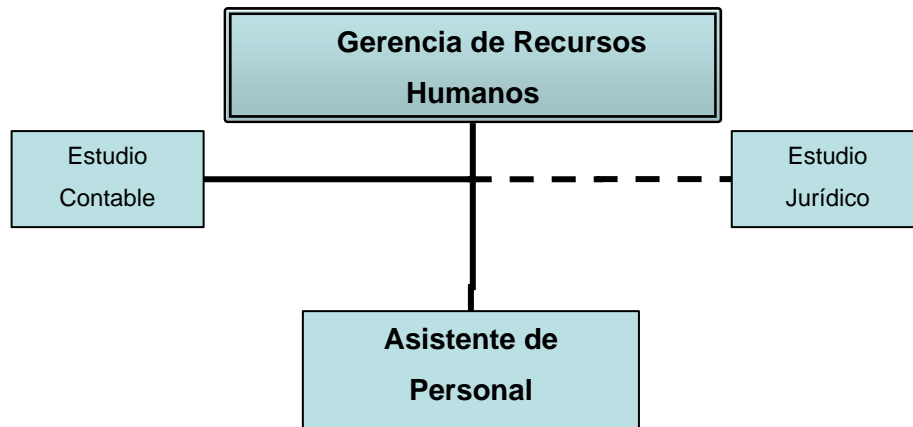 Gerencia de Recursos
Humanos
Estudio
Contable
Estudio
Jurídico
Asistente de
Personal